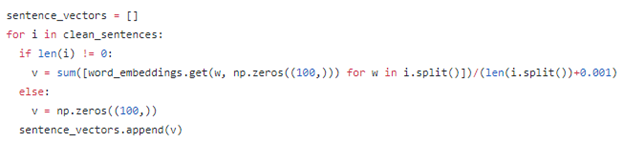 sentence_vectors = []
for i in clean_sentences:
  if len(i) != 0:
    v = sum([word_embeddings.get(w, np.zeros((100,))) for w in i.split()])/(len(i.split())+0.001)
  else:
    v = np.zeros((100,))
  sentence_vectors.append(v)